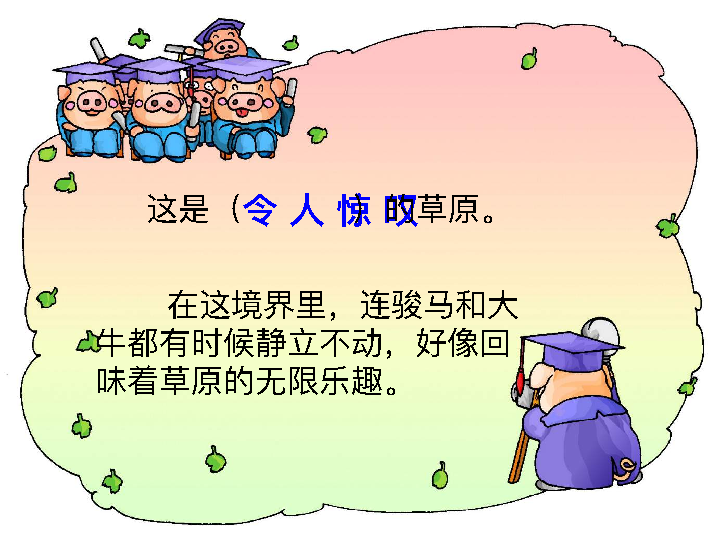 这是（令人惊叹）的草原。
在这境界里，连骏马和大
牛都有时候静立不动，好像回
味着草原的无限乐趣。